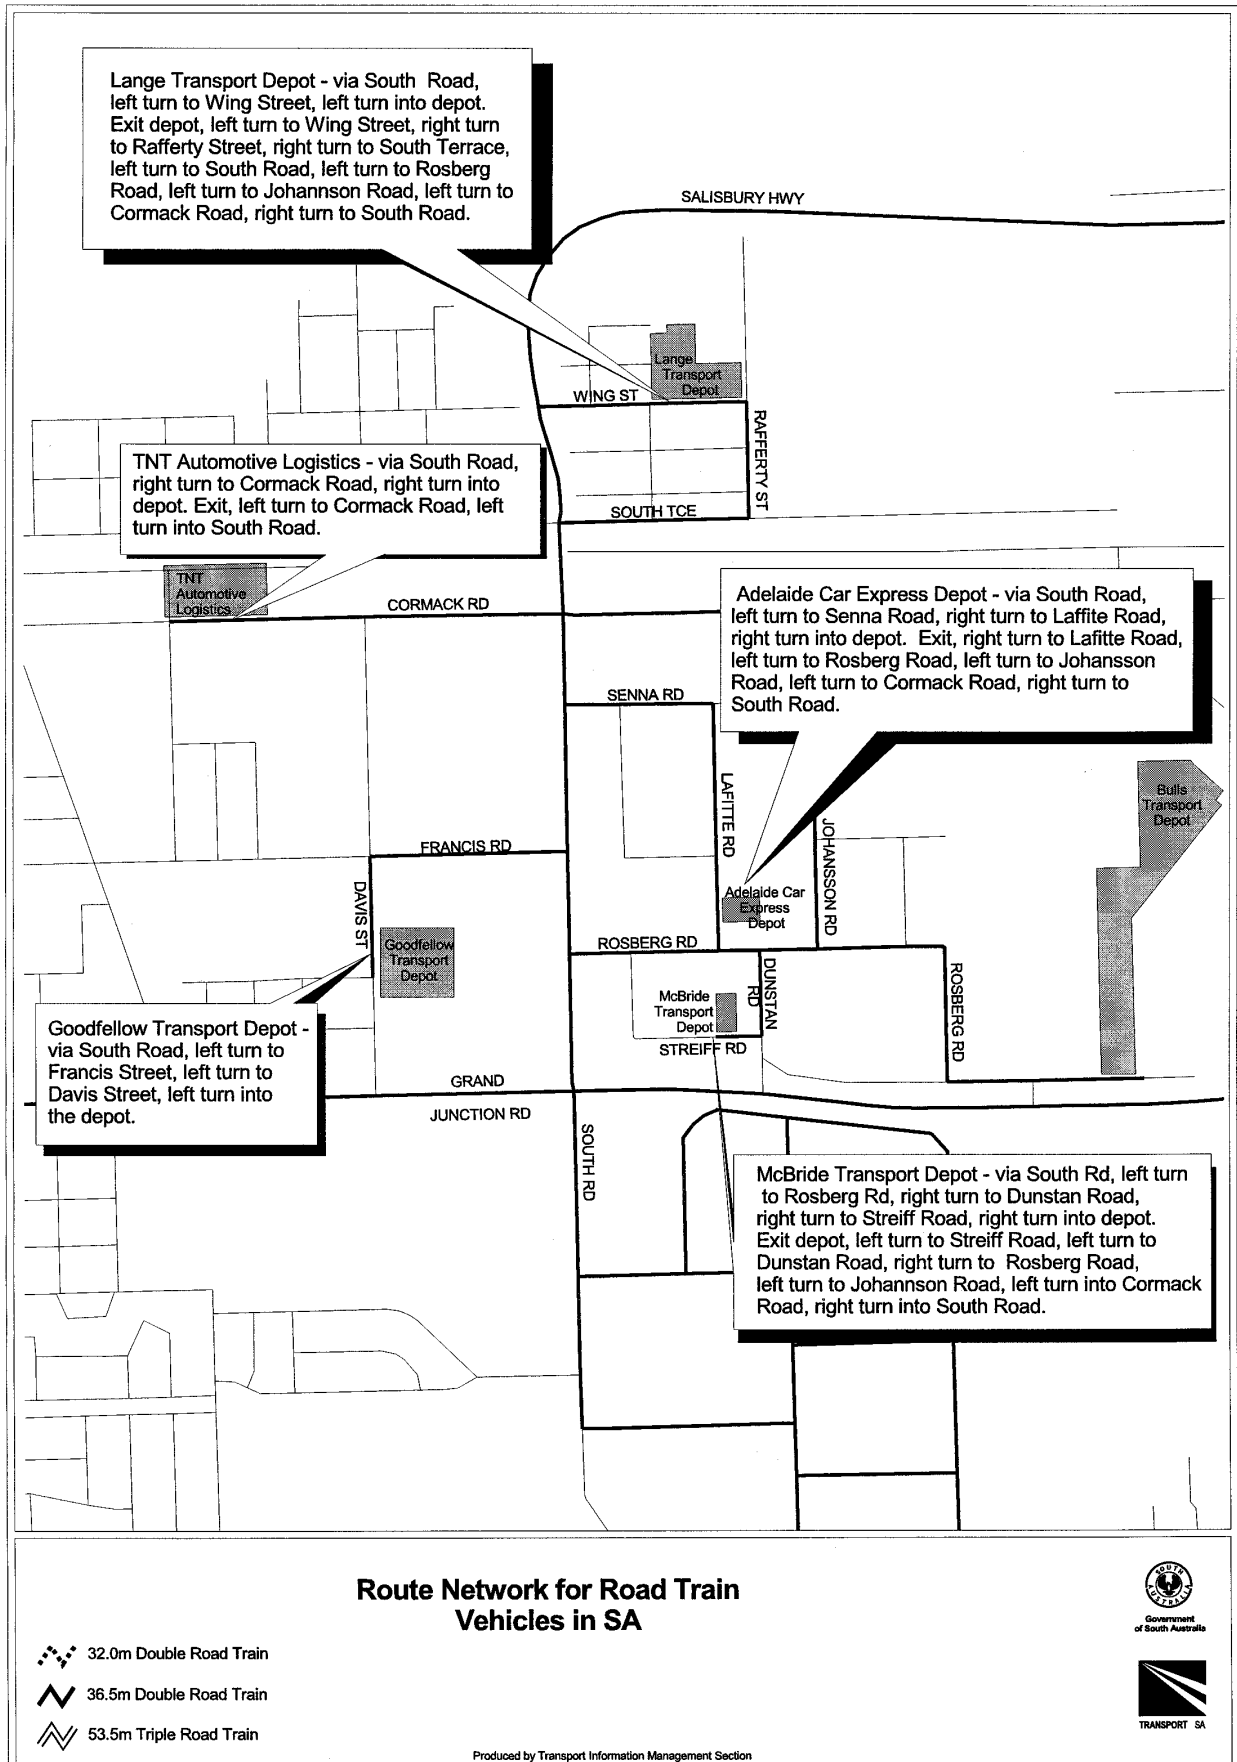 Lange Transport Depot - via South Road,
left turn to Wing Street, left turn into depot.
Exit depot, left turn to Wing Street, right turn
to Rafferty Street, right turn to South Terrace,
left turn to South Road, left turn to Rosberg
Road, left turn to Johannson Road, left turn to
Cormack Road, right turn to South Road.
SALISBURY HWY
Lange
Transport
Depot
WING ST
RAFFERTY ST
SOUTH TCE
TNT Automotive Logistics - via South Road,
right turn to Cormack Road, right turn into
depot. Exit, left turn to Cormack Road, left
turn into South Road.
TNT
Automotive
Logistics
CORMACK RD
Adelaide Car Express Depot - via South Road,
left turn to Senna Road, right turn to Laffite Road,
right turn into depot. Exit, right turn to Lafitte Road,
left turn to Rosberg Road, left turn to Johansson
Road, left turn to Cormack Road, right turn to
South Road.
SENNA RD
LAFITTE RD
JOHANSSON RD
Bulls
Transport
Depot
FRANCIS RD
DAVIS ST
Adelaide Car
Express
Depot
Goodfellow
Transport
Depot
ROSBERG RD
DUNSTAN
RD
ROSBERG RD
McBride
Transport
Depot
STREIFF RD
Goodfellow Transport Depot -
via South Road, left turn to
Francis Street, left turn to
Davis Street, left turn into
the depot.
GRAND
JUNCTION RD
SOUTH RD
McBride Transport Depot - via South Rd, left turn
to Rosberg Rd, right turn to Dunstan Road,
right turn to Streiff Road, right turn into depot.
Exit depot, left turn to Streiff Road, left turn to
Dunstan Road, right turn to Rosberg Road,
left turn to Johannson Road, left turn into Cormack
Road, right turn into South Road.
Route Network for Road Train
Vehicles in SA
32.0m Double Road Train
36.5m Double Road Train
53.5m Triple Road Train
SOUTH
AUSTRALIA
Government
of South Australia
TRANSPORT SA
Produced by Transport Information Management Section